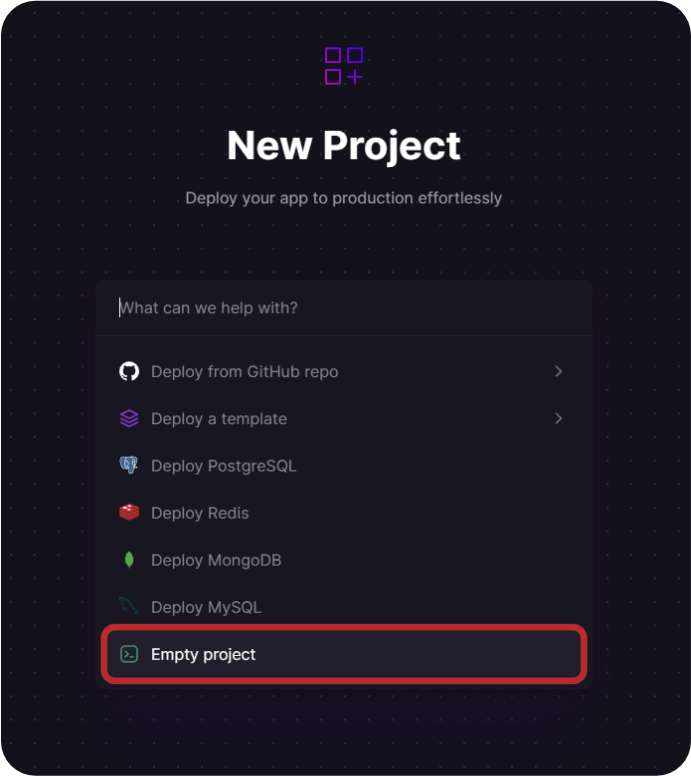 New Project
Deploy your app to production effortlessly
What can we help with?
Deploy from GitHub repo
Deploy a template
Deploy PostgreSQL
Deploy Redis
Deploy MongoDB
Deploy MySQL
Empty project